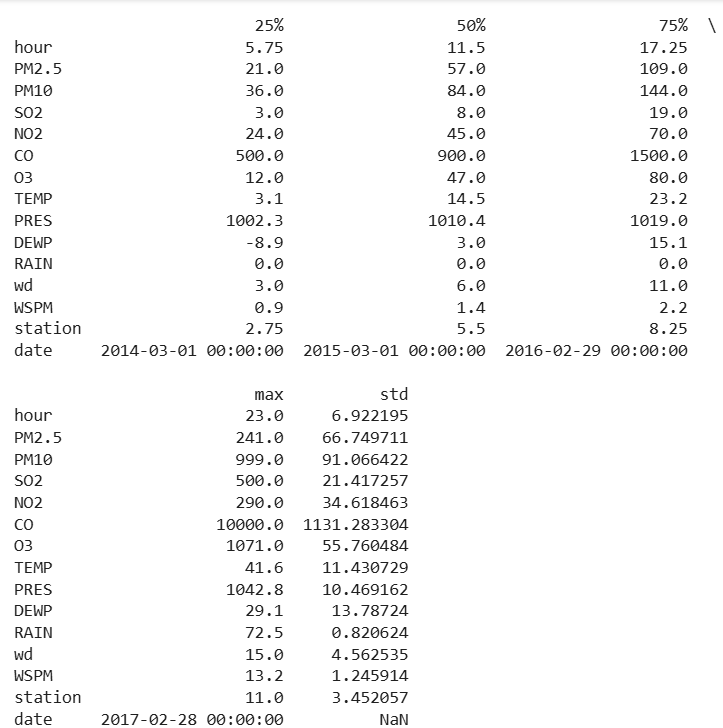 25% 50% 75% \
hour 5.75 11.5 17.25
PM2.5 21.0 57.0 109.0
PM10 36.0 84.0 144.0
SO2 3.0 8.0 19.0
NO2 24.0 45.0 70.0
CO 500.0 900.0 1500.0
O3 12.0 47.0 80.0
TEMP 3.1 14.5 23.2
PRES 1002.3 1010.4 1019.0
DEWP -8.9 3.0 15.1
RAIN 0.0 0.0 0.0
wd 3.0 6.0 11.0
WSPM 0.9 1.4 2.2
station 2.75 5.5 8.25
date 2014-03-01 00:00:00 2015-03-01 00:00:00 2016-02-29 00:00:00
max std
hour 23.0 6.922195
PM2.5 241.0 66.749711
PM10 999.0 91.066422
SO2 500.0 21.417257
NO2 290.0 34.618463
CO 10000.0 1131.283304
O3 1071.0 55.760484
TEMP 41.6 11.430729
PRES 1042.8 10.469162
DEWP 29.1 13.78724
RAIN 72.5 0.820624
wd 15.0 4.562535
WSPM 13.2 1.245914
station 11.0 3.452057
date 2017-02-28 00:00:00 NaN